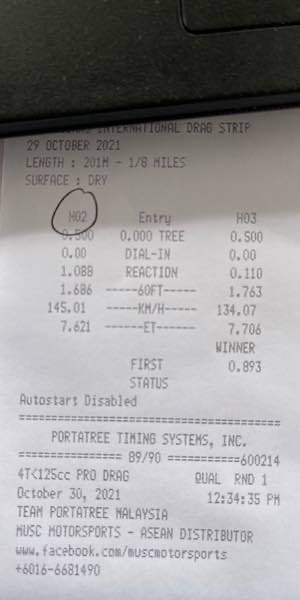 INTERNATIONAL DRAG STRIP
29 OCTOBER 2021
LENGTH : 201M - 1/8 MILES
SURFACE : DRY
H02 Entry H03
0.500 0.000 TREE 0.500
0.00 DIAL-IN 0.00
1.088 REACTION 0.110
1.686 -----60FT----- 1.763
145.01 -----KM/H----- 134.07
7.621 ------ET------ 7.706
WINNER
FIRST 0.893
STATUS
Autostart Disabled
========================================
PORTATREE TIMING SYSTEMS, INC.
=============== 89/90 ===========600214
4T<125cc PRO DRAG QUAL RND 1
October 30, 2021 12:34:35 PM
TEAM PORTATREE MALAYSIA
MUSC MOTORSPORTS - ASEAN DISTRIBUTOR
www.facebook.com/muscmotorsports
+6016-6681490